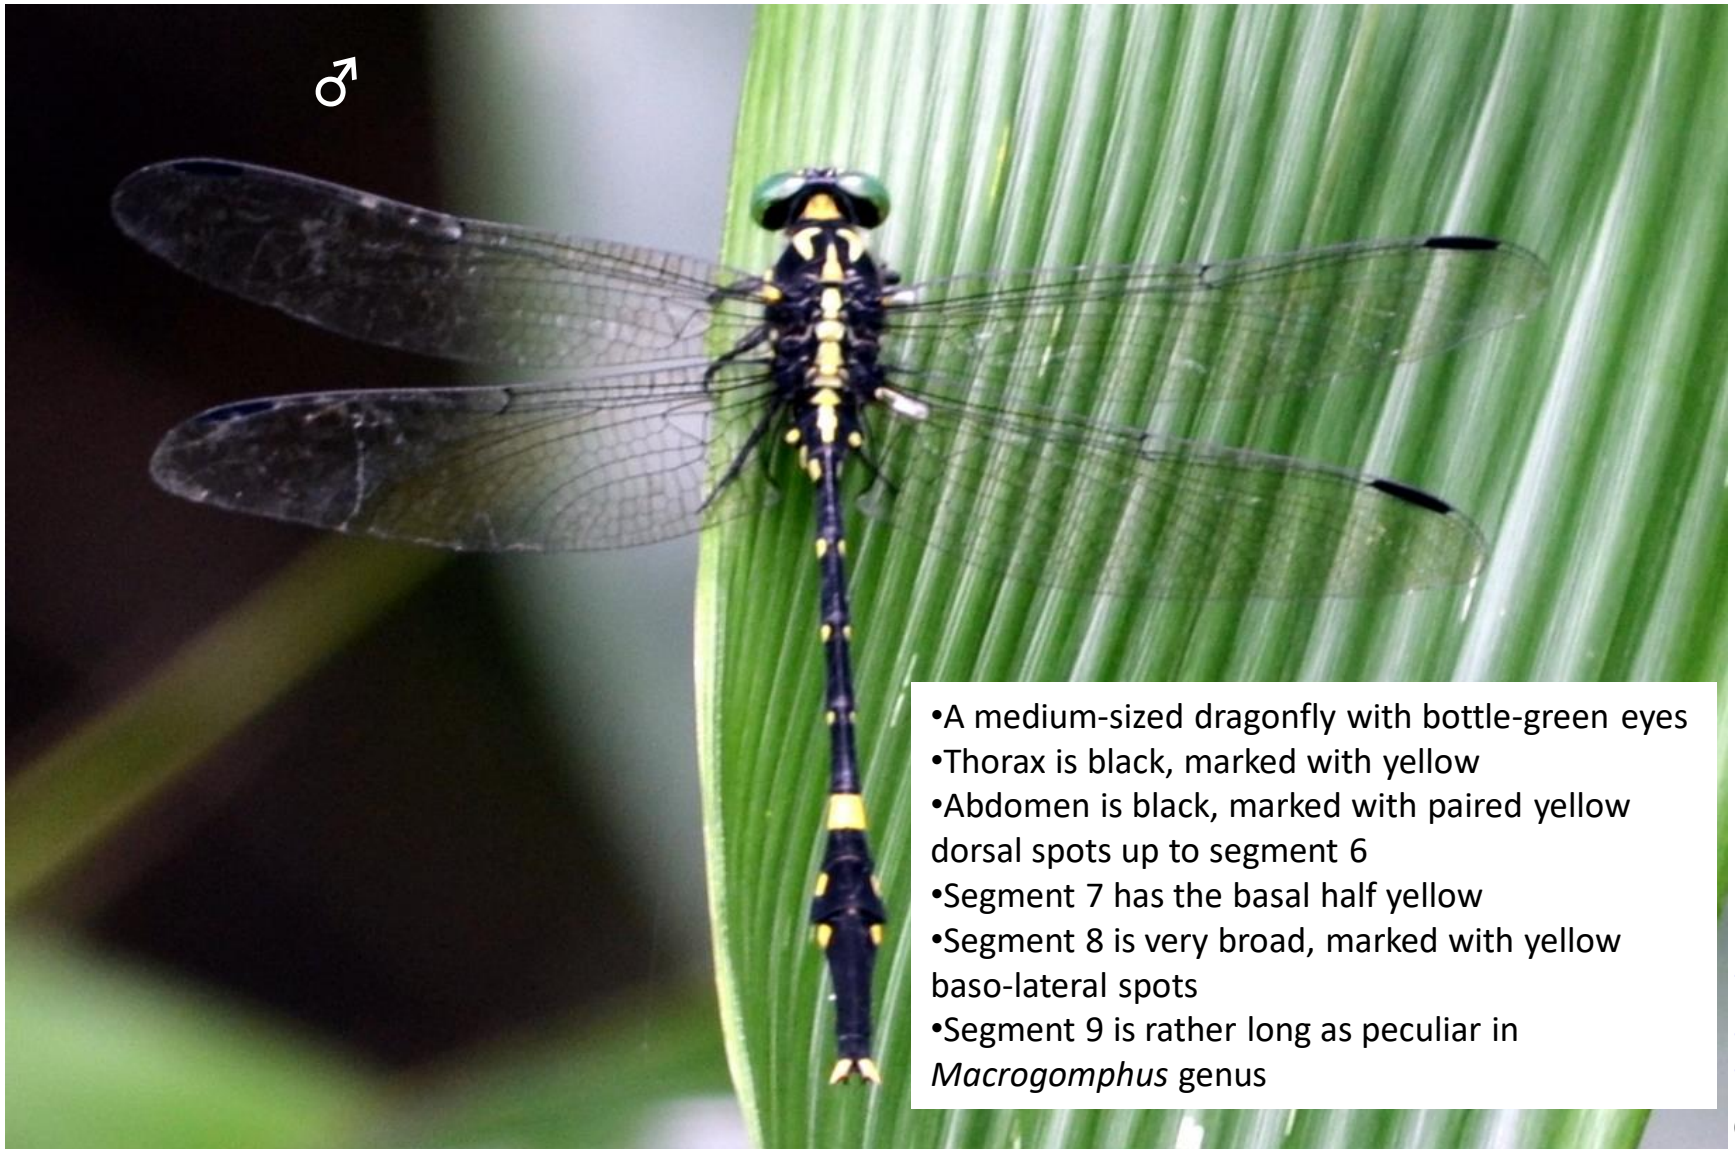 ♂
•A medium-sized dragonfly with bottle-green eyes
•Thorax is black, marked with yellow
•Abdomen is black, marked with paired yellow
dorsal spots up to segment 6
•Segment 7 has the basal half yellow
•Segment 8 is very broad, marked with yellow
baso-lateral spots
•Segment 9 is rather long as peculiar in
Macrogomphus genus